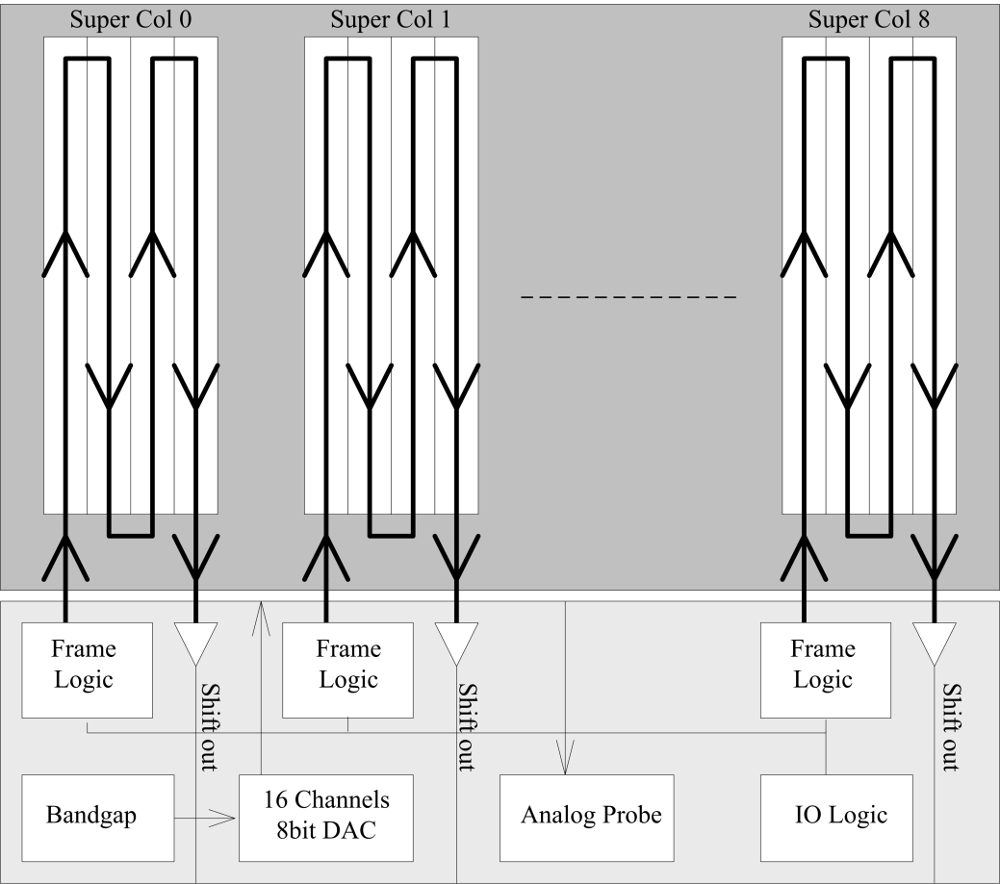 Super Col 0
Super Col 1
Super Col 8
Frame
Logic
Shift out
Frame
Logic
Shift out
Frame
Logic
Shift out
Bandgap
16 Channels
8bit DAC
Analog Probe
IO Logic